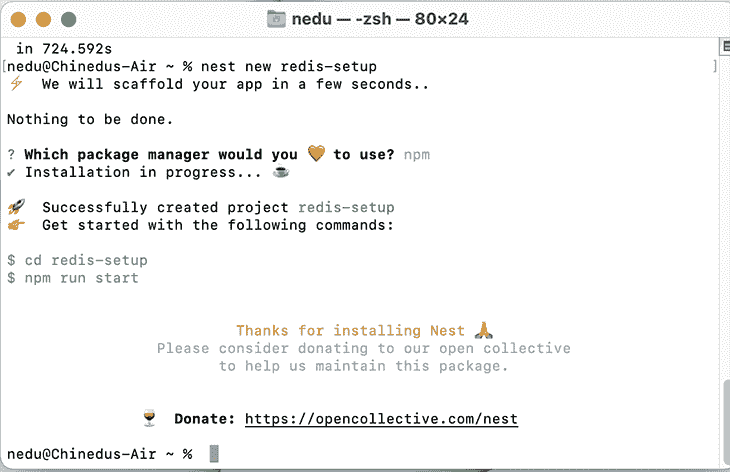 nedu — -zsh — 80×24
in 724.592s
[nedu@Chinedus-Air ~ % nest new redis-setup ]
⚡ We will scaffold your app in a few seconds..
Nothing to be done.
? Which package manager would you 🧡 to use? npm
✔ Installation in progress... ☕
🚀 Successfully created project redis-setup
👉 Get started with the following commands:
$ cd redis-setup
$ npm run start
Thanks for installing Nest 🙏
Please consider donating to our open collective
to help us maintain this package.
🍷 Donate: https://opencollective.com/nest
nedu@Chinedus-Air ~ %